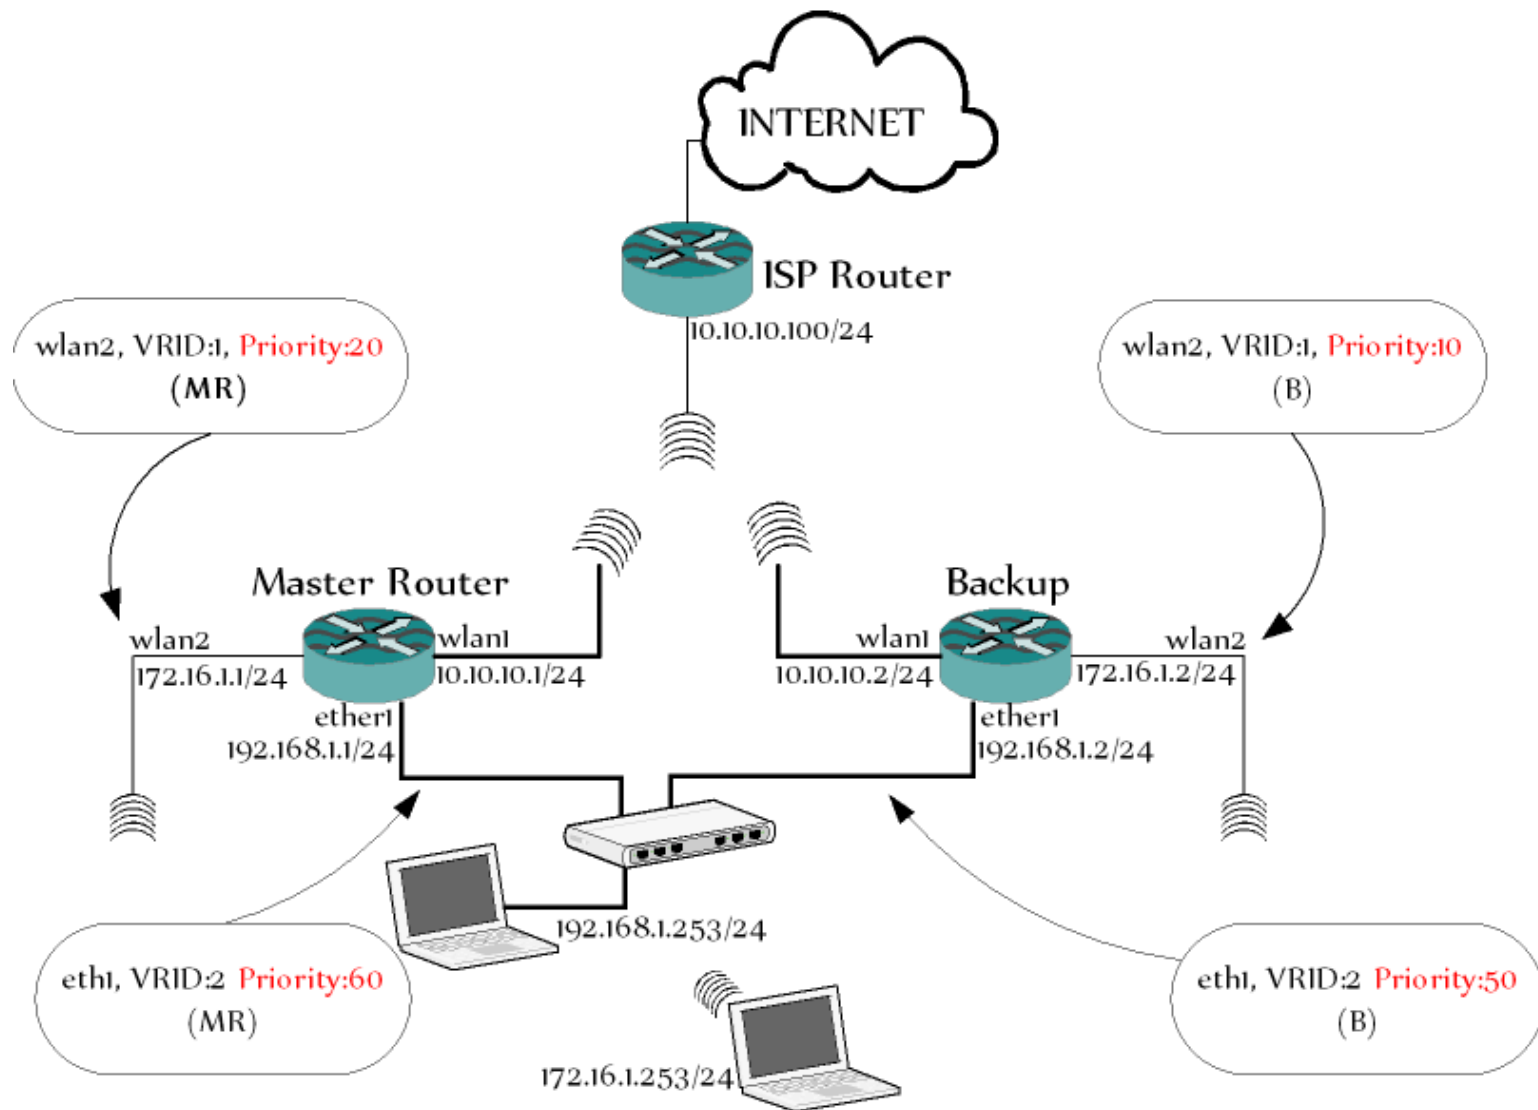 INTERNET
ISP Router
10.10.10.100/24
wlan2, VRID:1, Priority:20
(MR)
wlan2, VRID:1, Priority:10
(B)
Master Router
Backup
wlan2
172.16.1.1/24
wlan1
10.10.10.1/24
ether1
192.168.1.1/24
wlan1
10.10.10.2/24
wlan2
172.16.1.2/24
ether1
192.168.1.2/24
192.168.1.253/24
eth1, VRID:2 Priority:60
(MR)
eth1, VRID:2 Priority:50
(B)
172.16.1.253/24